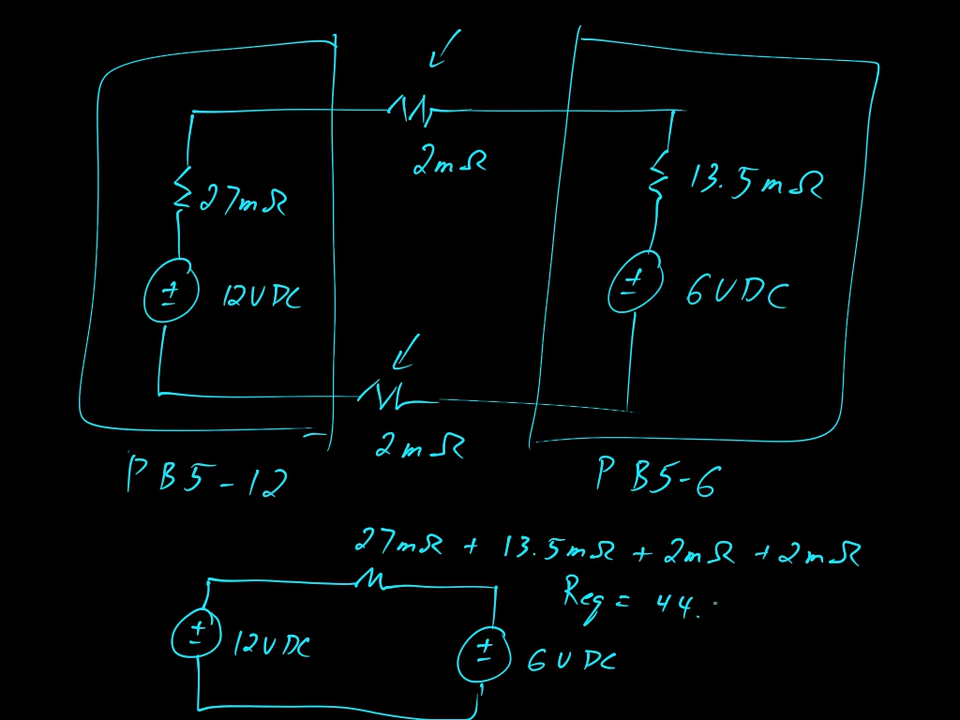 2mΩ
27mΩ
13.5mΩ
12VDC
6VDC
2mΩ
PB5-12
PB5-6
27mΩ + 13.5mΩ + 2mΩ + 2mΩ
Req = 44.
12VDC
6VDC